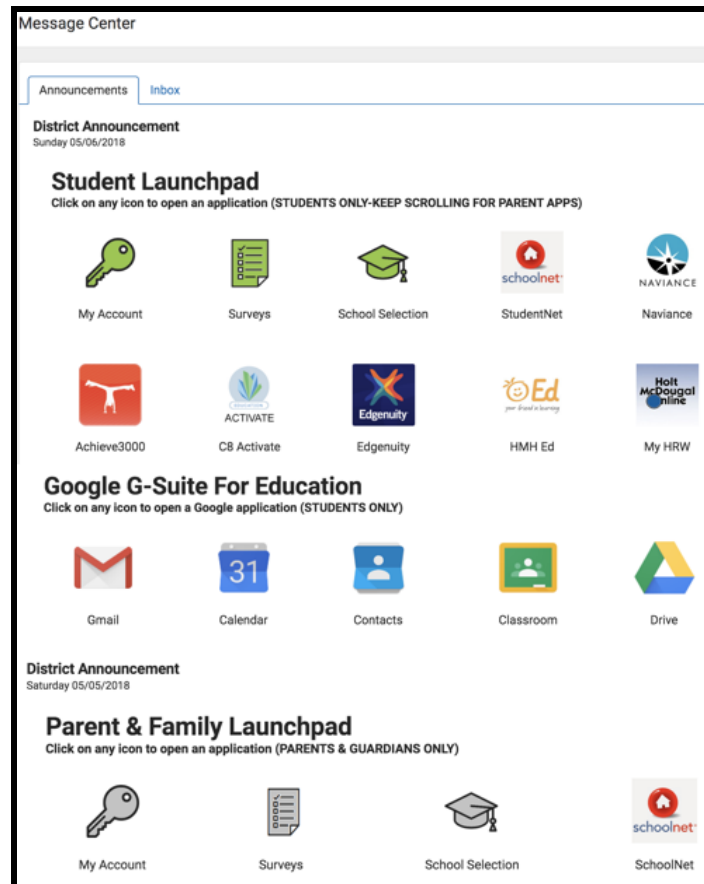 Message Center
Announcements Inbox
District Announcement
Sunday 05/06/2018
Student Launchpad
Click on any icon to open an application (STUDENTS ONLY-KEEP SCROLLING FOR PARENT APPS)
schoolnet
NAVIANCE
My Account Surveys School Selection StudentNet Naviance
EDUCATION
ACTIVATE
Edgenuity
Ed
your friend in learning
Holt
McDougal
Online
Achieve3000 C8 Activate Edgenuity HMH Ed My HRW
Google G-Suite For Education
Click on any icon to open a Google application (STUDENTS ONLY)
31
Gmail Calendar Contacts Classroom Drive
District Announcement
Saturday 05/05/2018
Parent & Family Launchpad
Click on any icon to open an application (PARENTS & GUARDIANS ONLY)
schoolnet
My Account Surveys School Selection SchoolNet